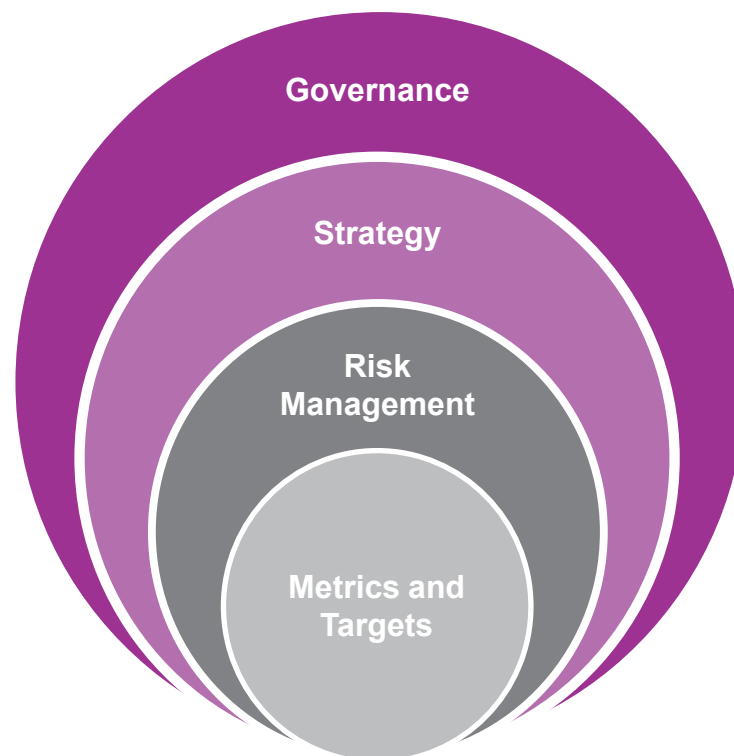 Governance
Strategy
Risk
Management
Metrics and
Targets